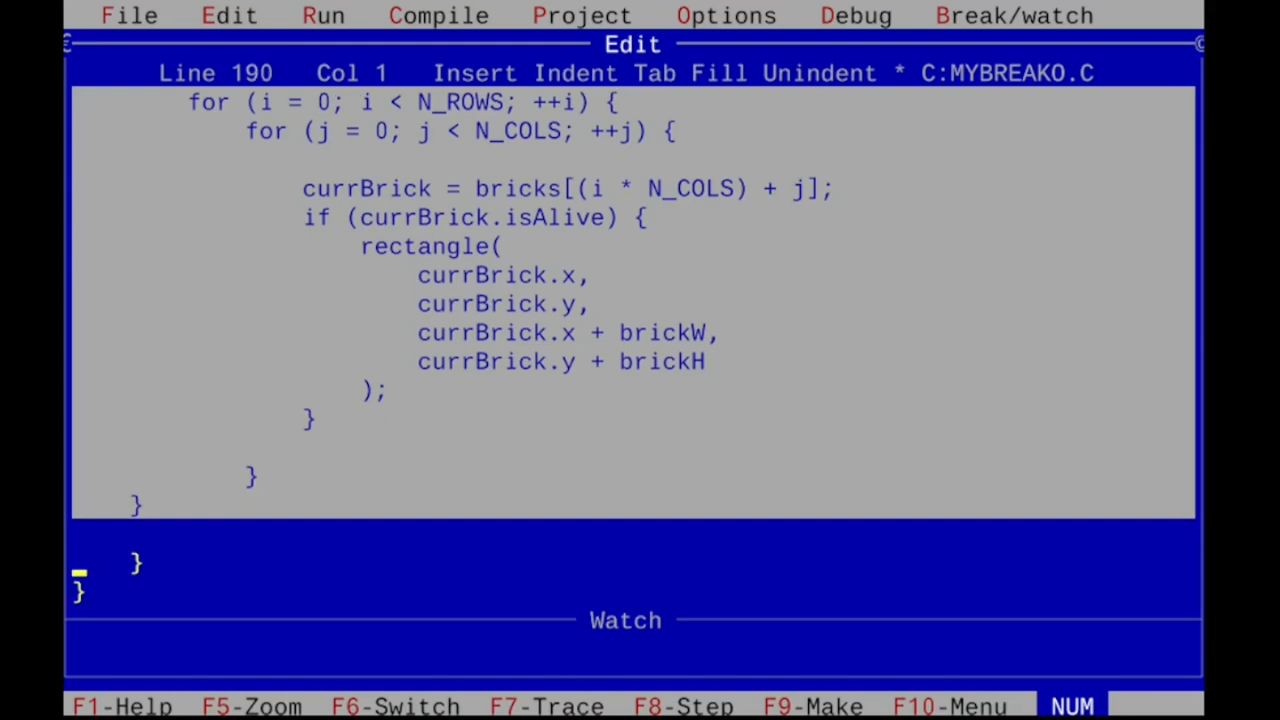 File Edit Run Compile Project Options Debug Break/watch
Edit
Line 190 Col 1 Insert Indent Tab Fill Unindent * C:MYBREAKO.C
for (i = 0; i < N_ROWS; ++i) {
for (j = 0; j < N_COLS; ++j) {
currBrick = bricks[(i * N_COLS) + j];
if (currBrick.isAlive) {
rectangle(
currBrick.x,
currBrick.y,
currBrick.x + brickW,
currBrick.y + brickH
);
}
}
}
}
}
Watch
F1-Help F5-Zoom F6-Switch F7-Trace F8-Step F9-Make F10-Menu NUM